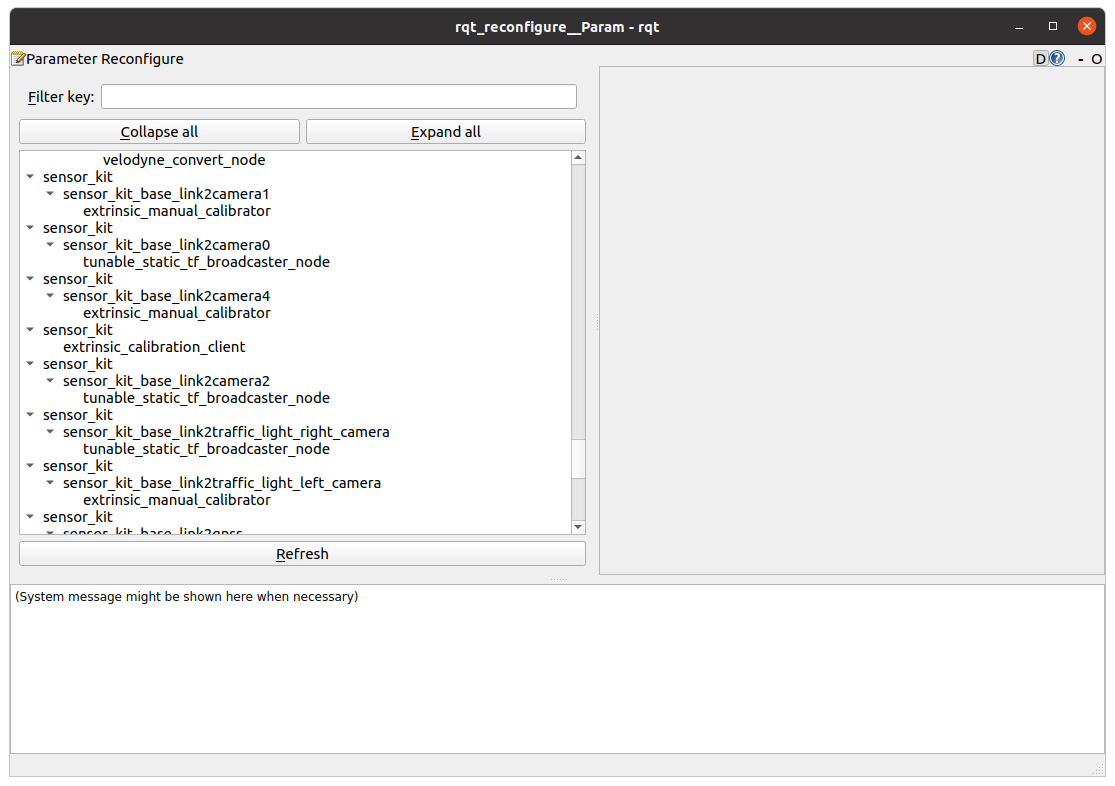 rqt_reconfigure__Param - rqt
Parameter Reconfigure
D ? - O
Filter key:
Collapse all Expand all
velodyne_convert_node
sensor_kit
sensor_kit_base_link2camera1
extrinsic_manual_calibrator
sensor_kit
sensor_kit_base_link2camera0
tunable_static_tf_broadcaster_node
sensor_kit
sensor_kit_base_link2camera4
extrinsic_manual_calibrator
sensor_kit
extrinsic_calibration_client
sensor_kit
sensor_kit_base_link2camera2
tunable_static_tf_broadcaster_node
sensor_kit
sensor_kit_base_link2traffic_light_right_camera
tunable_static_tf_broadcaster_node
sensor_kit
sensor_kit_base_link2traffic_light_left_camera
extrinsic_manual_calibrator
sensor_kit
sensor_kit_base_link2gnss
Refresh
(System message might be shown here when necessary)